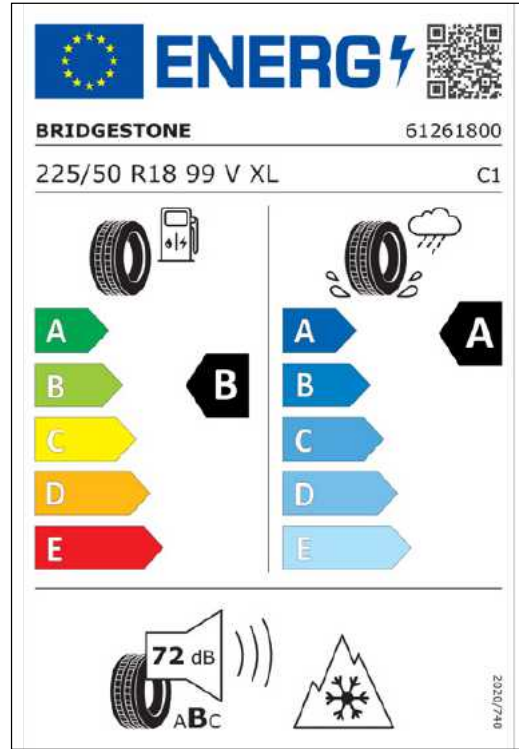 ENERG
BRIDGESTONE 61261800
225/50 R18 99 V XL C1
A A A
B B B
C C
D D
E E
72 dB
ABC
2020/740